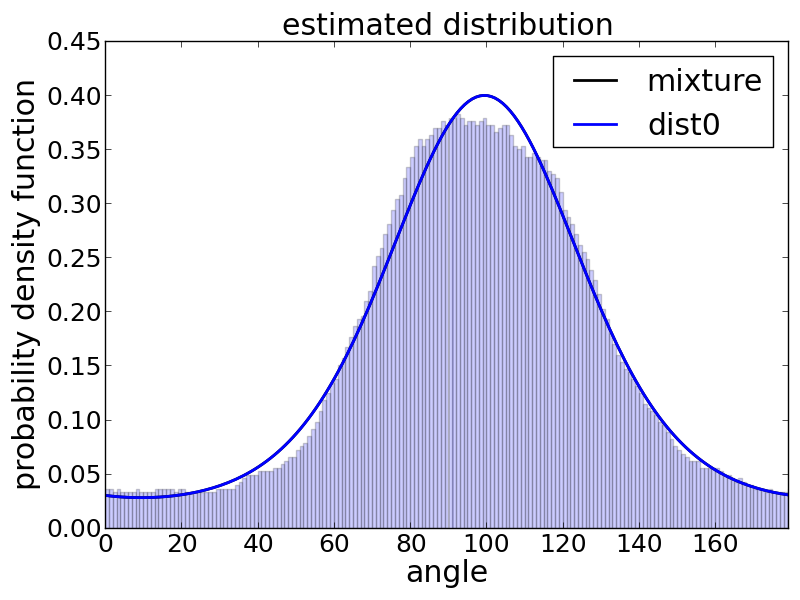 estimated distribution
0.45
0.40
0.35
0.30
0.25
0.20
0.15
0.10
0.05
0.00
probability density function
mixture
dist0
0 20 40 60 80 100 120 140 160
angle